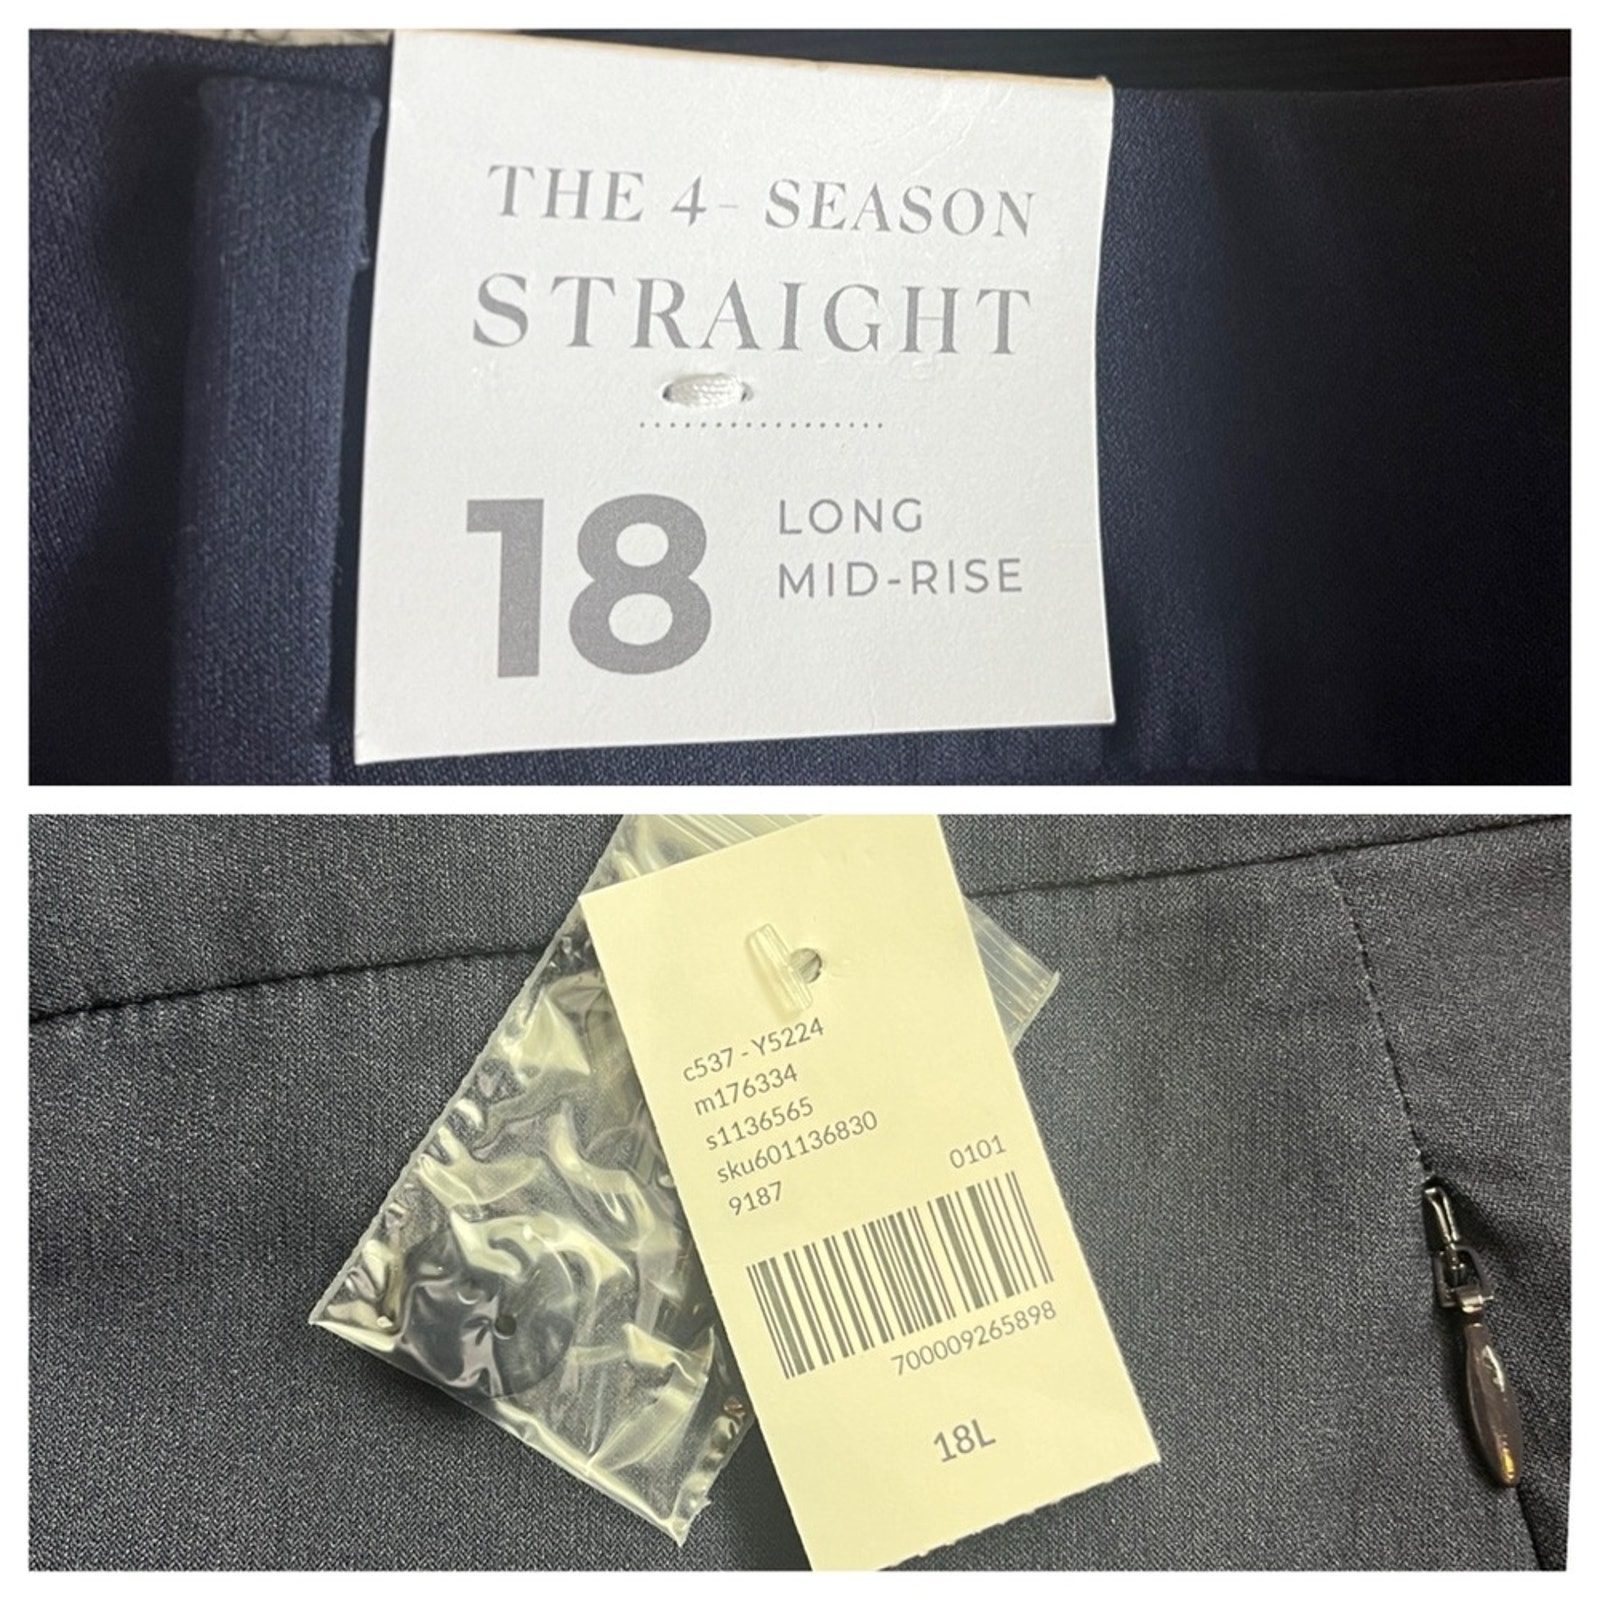 THE 4- SEASON
STRAIGHT
18
LONG
MID-RISE
c537 - Y5224
m176334
s1136565
sku601136830
9187
0101
700009265898
18L